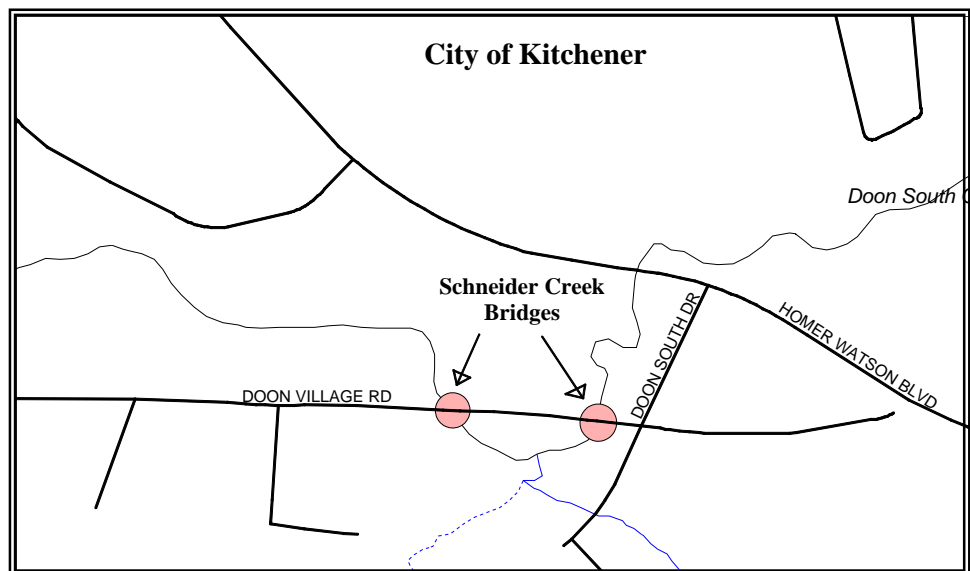 City of Kitchener
Doon South
Schneider Creek
Bridges
DOON SOUTH DR
HOMER WATSON BLVD
DOON VILLAGE RD